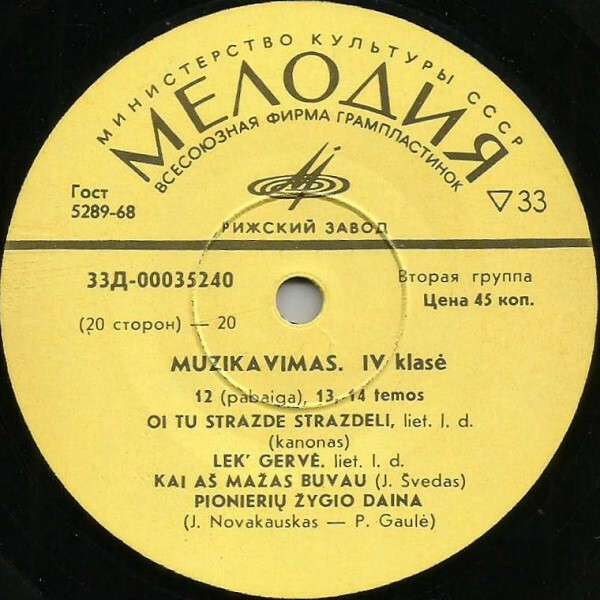 МИНИСТЕРСТВО КУЛЬТУРЫ СССР
МЕЛОДИЯ
ВСЕСОЮЗНАЯ ФИРМА ГРАМПЛАСТИНОК
Гост
5289-68
▽33
РИЖСКИЙ ЗАВОД
33Д-00035240
Вторая группа
Цена 45 коп.
(20 сторон) — 20
MUZIKAVIMAS. IV klasė
12 (pabaiga), 13, 14 temos
OI TU STRAZDE STRAZDELI, liet. l. d.
(kanonas)
LEK' GERVĖ. liet. l. d.
KAI AŠ MAŽAS BUVAU (J. Švedas)
PIONIERIŲ ŽYGIO DAINA
(J. Novakauskas — P. Gaulė)